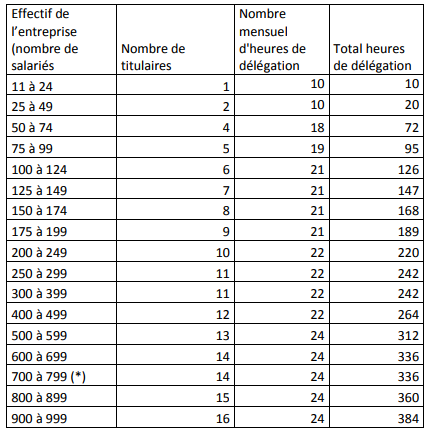 Effectif de l'entreprise (nombre de salariés | Nombre de titulaires | Nombre mensuel d'heures de délégation | Total heures de délégation
11 à 24 | 1 | 10 | 10
25 à 49 | 2 | 10 | 20
50 à 74 | 4 | 18 | 72
75 à 99 | 5 | 19 | 95
100 à 124 | 6 | 21 | 126
125 à 149 | 7 | 21 | 147
150 à 174 | 8 | 21 | 168
175 à 199 | 9 | 21 | 189
200 à 249 | 10 | 22 | 220
250 à 299 | 11 | 22 | 242
300 à 399 | 11 | 22 | 242
400 à 499 | 12 | 22 | 264
500 à 599 | 13 | 24 | 312
600 à 699 | 14 | 24 | 336
700 à 799 (*) | 14 | 24 | 336
800 à 899 | 15 | 24 | 360
900 à 999 | 16 | 24 | 384